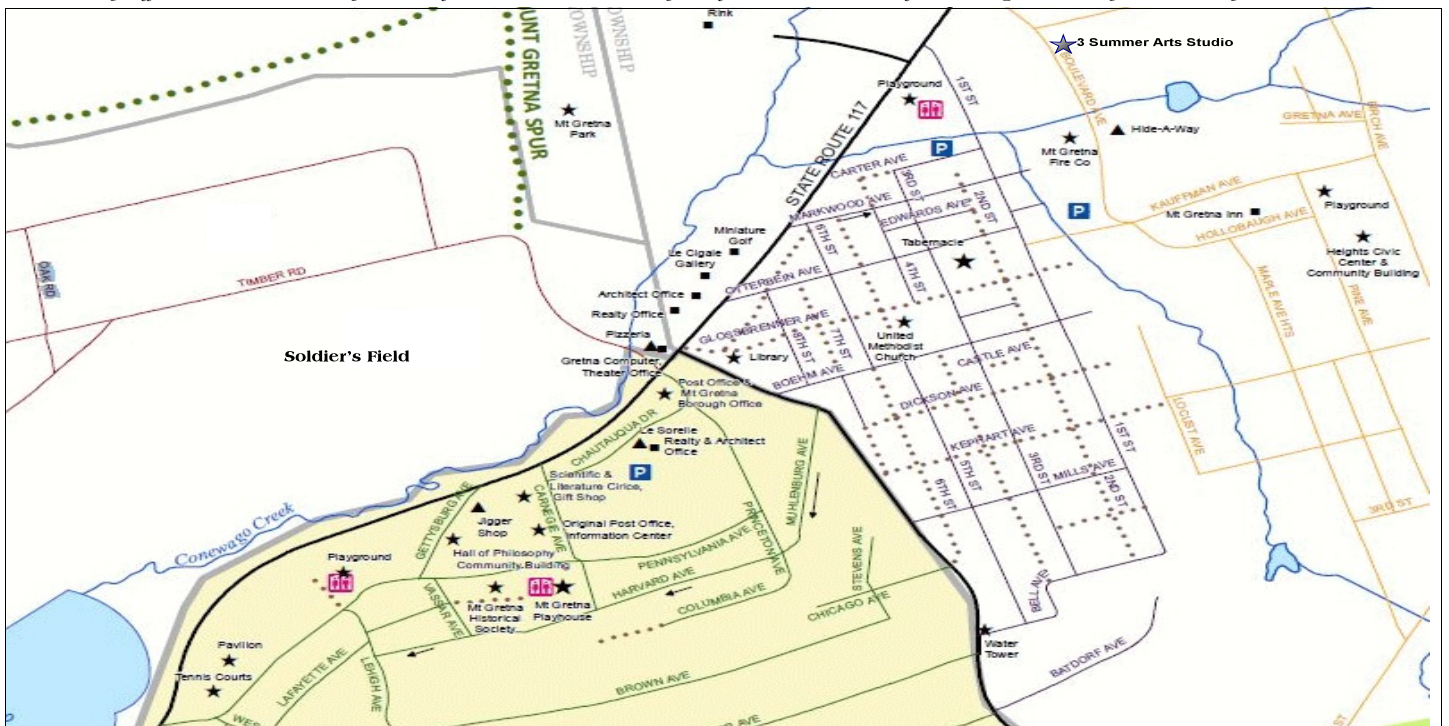 Rink
TOWNSHIP
TOWNSHIP
UNT GRETNA SPUR
3 Summer Arts Studio
BOULEVARD AVE
Playground
1ST ST
Mt Gretna
Park
STATE ROUTE 117
P
Mt Gretna
Fire Co
Hide-A-Way
GRETNA AVE
BIRCH AVE
CARTER AVE
3RD ST
2ND ST
MARKWOOD AVE
EDWARDS AVE
P
KAUFFMAN AVE
Mt Gretna Inn
HOLLOBAUGH AVE
Playground
Heights Civic
Center &
Community Building
Miniature
Golf
Le Cigale
Gallery
6TH ST
Tabernacle
4TH ST
OAK RD
TIMBER RD
Architect Office
OTTERBEIN AVE
MAPLE AVE HTS
PINE AVE
Realty Office
Pizzeria
GLOSSBRENNER AVE
8TH ST
7TH ST
United
Methodist
Church
Soldier's Field
Gretna Computer,
Theater Office
Library
BOEHM AVE
CASTLE AVE
Post Office &
Mt Gretna
Borough Office
DICKSON AVE
LOCUST AVE
CHAUTAUQUA DR
Le Sorelle
Realty & Architect
Office
KEPHART AVE
1ST ST
P
MUHLENBURG AVE
5TH ST
3RD ST
MILLS AVE
Scientific &
Literature Cirlce,
Gift Shop
6TH ST
2ND ST
GETTYSBURG AVE
CARNEGIE AVE
PRINCETON AVE
3RD ST
Conewago Creek
Jigger
Shop
Original Post Office,
Information Center
Playground
Hall of Philosophy
Community Building
PENNSYLVANIA AVE
STEVENS AVE
HARVARD AVE
COLUMBIA AVE
CHICAGO AVE
BELL AVE
VASSAR AVE
Mt Gretna
Historical
Society
Mt Gretna
Playhouse
Pavilion
Tennis Courts
LAFAYETTE AVE
LEHIGH AVE
Water
Tower
BATDORF AVE
BROWN AVE
WES
AVE
ST